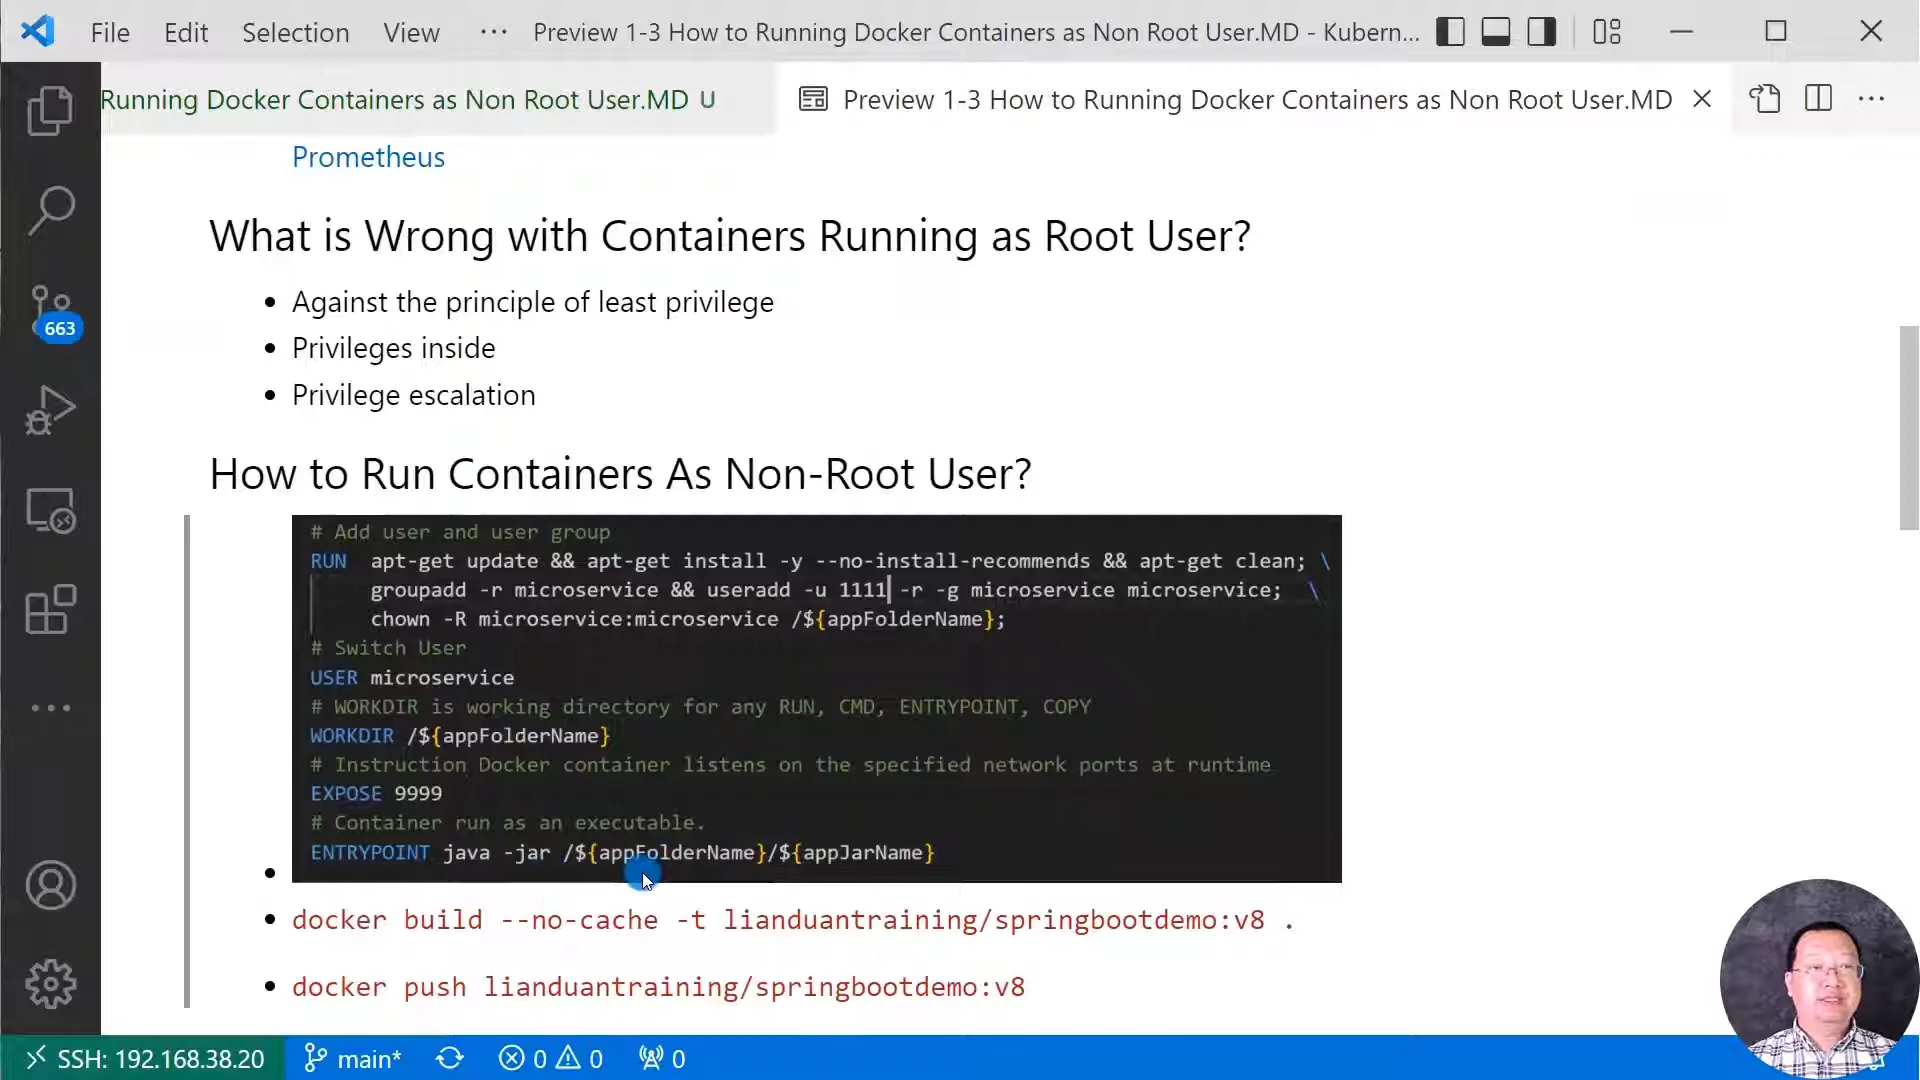 File Edit Selection View ··· Preview 1-3 How to Running Docker Containers as Non Root User.MD - Kubern...
Running Docker Containers as Non Root User.MD U
Preview 1-3 How to Running Docker Containers as Non Root User.MD
Prometheus
What is Wrong with Containers Running as Root User?
• Against the principle of least privilege
• Privileges inside
• Privilege escalation
663
How to Run Containers As Non-Root User?
# Add user and user group
RUN apt-get update && apt-get install -y --no-install-recommends && apt-get clean; \
groupadd -r microservice && useradd -u 1111 -r -g microservice microservice; \
chown -R microservice:microservice /${appFolderName};
# Switch User
USER microservice
# WORKDIR is working directory for any RUN, CMD, ENTRYPOINT, COPY
WORKDIR /${appFolderName}
# Instruction Docker container listens on the specified network ports at runtime
EXPOSE 9999
# Container run as an executable.
ENTRYPOINT java -jar /${appFolderName}/${appJarName}
• docker build --no-cache -t lianduantraining/springbootdemo:v8 .
• docker push lianduantraining/springbootdemo:v8
SSH: 192.168.38.20 main* 0 0 0